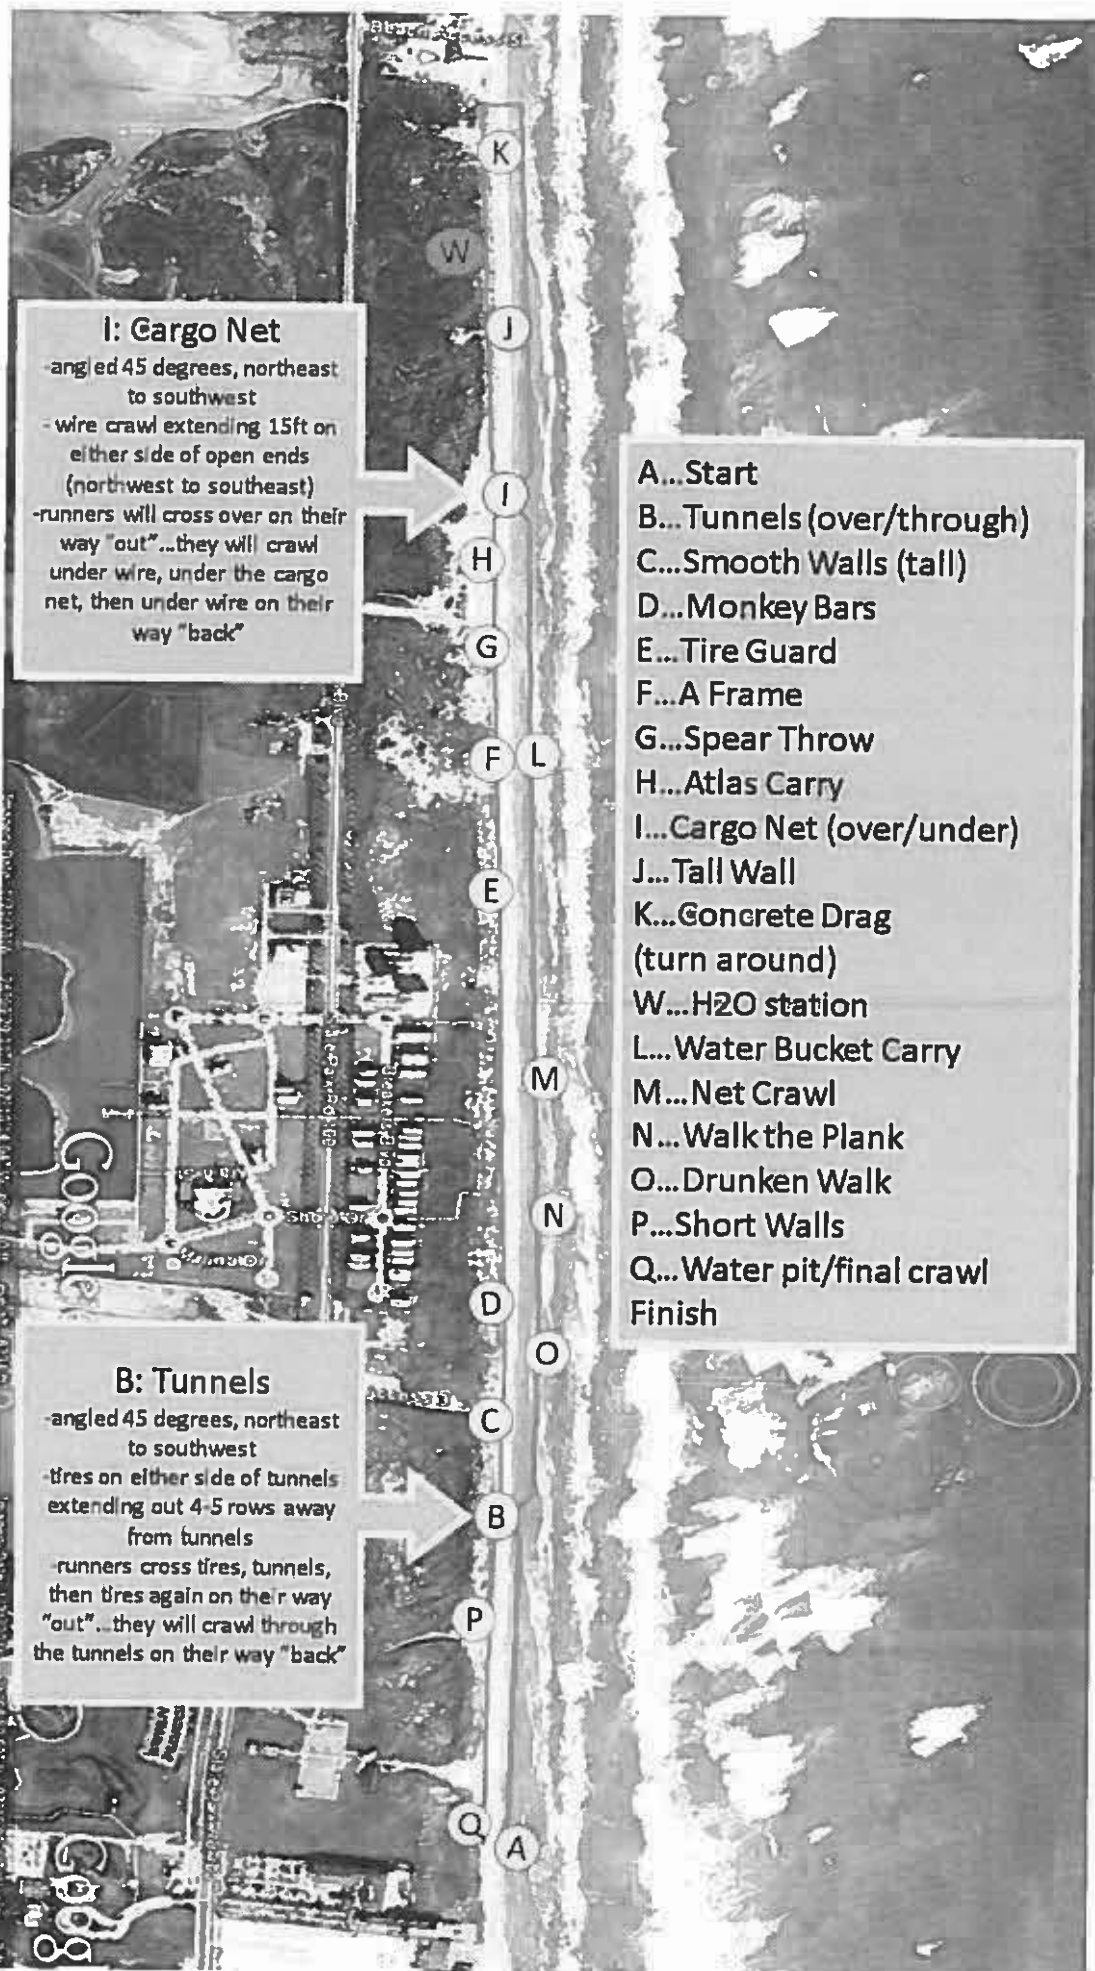 K
W
J
I: Cargo Net
-angled 45 degrees, northeast
to southwest
- wire crawl extending 15ft on
either side of open ends
(northwest to southeast)
-runners will cross over on their
way "out"...they will crawl
under wire, under the cargo
net, then under wire on their
way "back"
I
H
G
F
L
E
M
N
D
O
C
B
P
Q
A
A...Start
B...Tunnels (over/through)
C...Smooth Walls (tall)
D...Monkey Bars
E...Tire Guard
F...A Frame
G...Spear Throw
H...Atlas Carry
I...Cargo Net (over/under)
J...Tall Wall
K...Concrete Drag
(turn around)
W...H2O station
L...Water Bucket Carry
M...Net Crawl
N...Walk the Plank
O...Drunken Walk
P...Short Walls
Q...Water pit/final crawl
Finish
B: Tunnels
-angled 45 degrees, northeast
to southwest
-tires on either side of tunnels
extending out 4-5 rows away
from tunnels
-runners cross tires, tunnels,
then tires again on their way
"out"...they will crawl through
the tunnels on their way "back"
Google
Goog